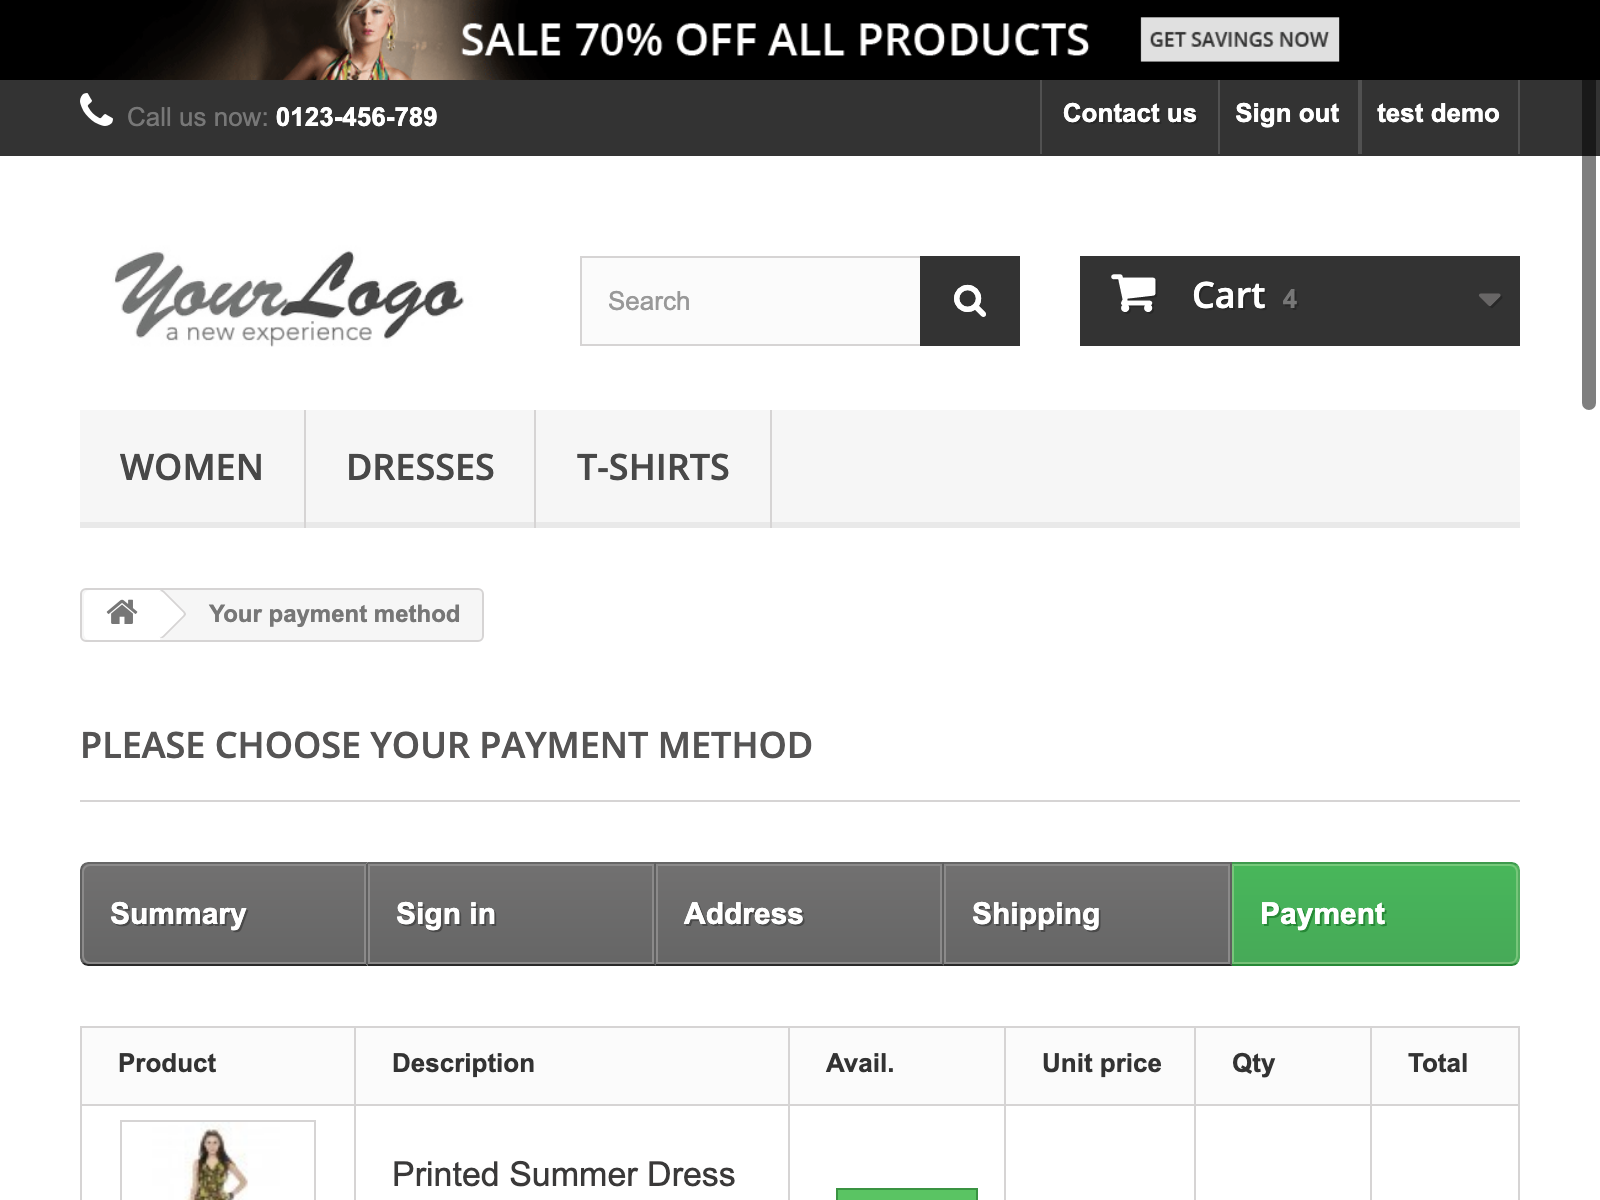 SALE 70% OFF ALL PRODUCTS
GET SAVINGS NOW
Call us now: 0123-456-789
Contact us
Sign out
test demo
YourLogo
a new experience
Search
Cart 4
WOMEN
DRESSES
T-SHIRTS
Your payment method
PLEASE CHOOSE YOUR PAYMENT METHOD
Summary
Sign in
Address
Shipping
Payment
Product
Description
Avail.
Unit price
Qty
Total
Printed Summer Dress